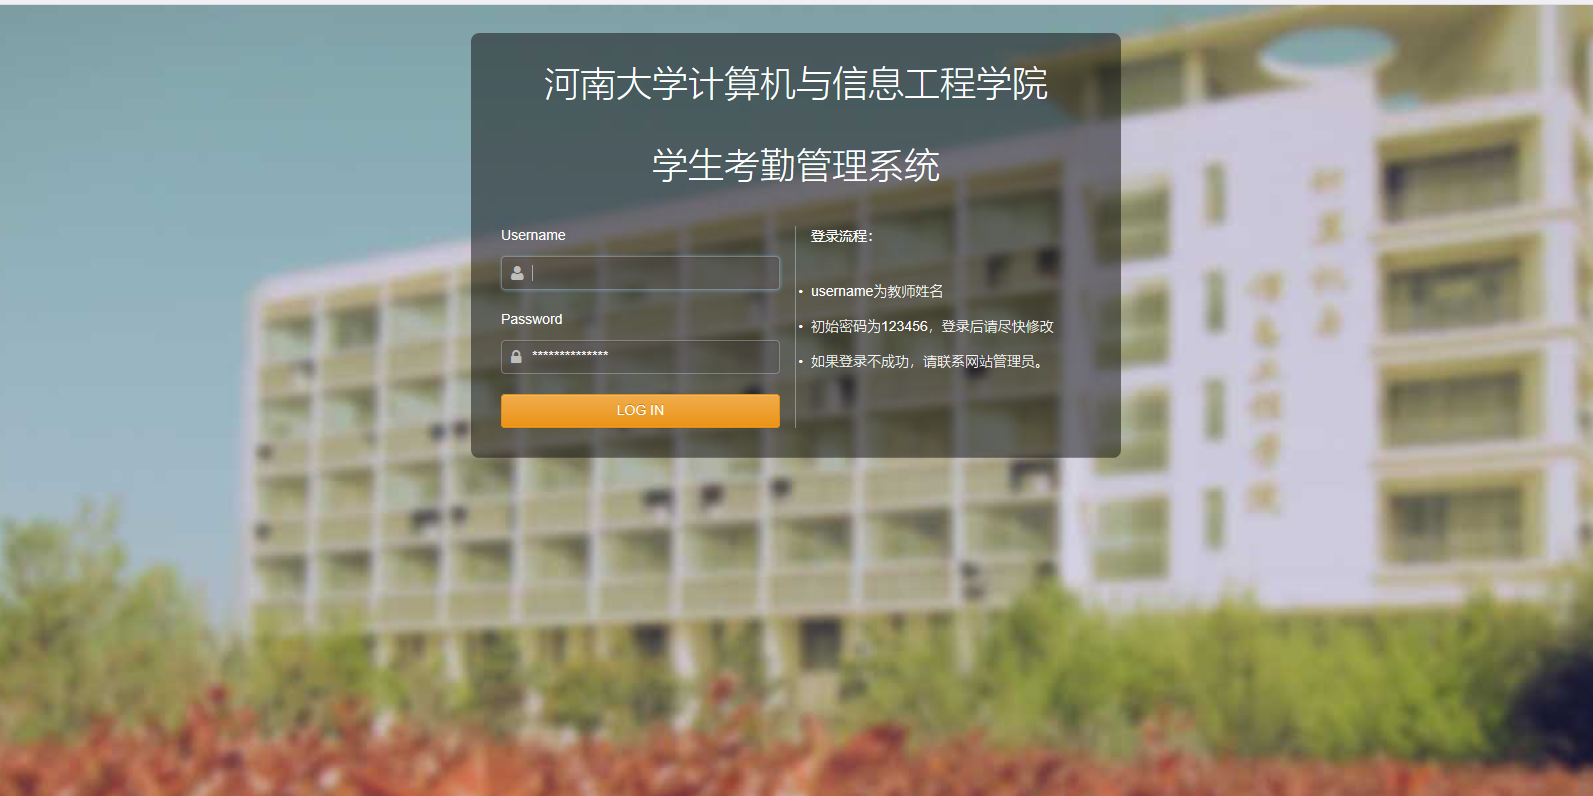 河南大学计算机与信息工程学院
学生考勤管理系统
Username
Password
**************
LOG IN
登录流程：
• username为教师姓名
• 初始密码为123456，登录后请尽快修改
• 如果登录不成功，请联系网站管理员。